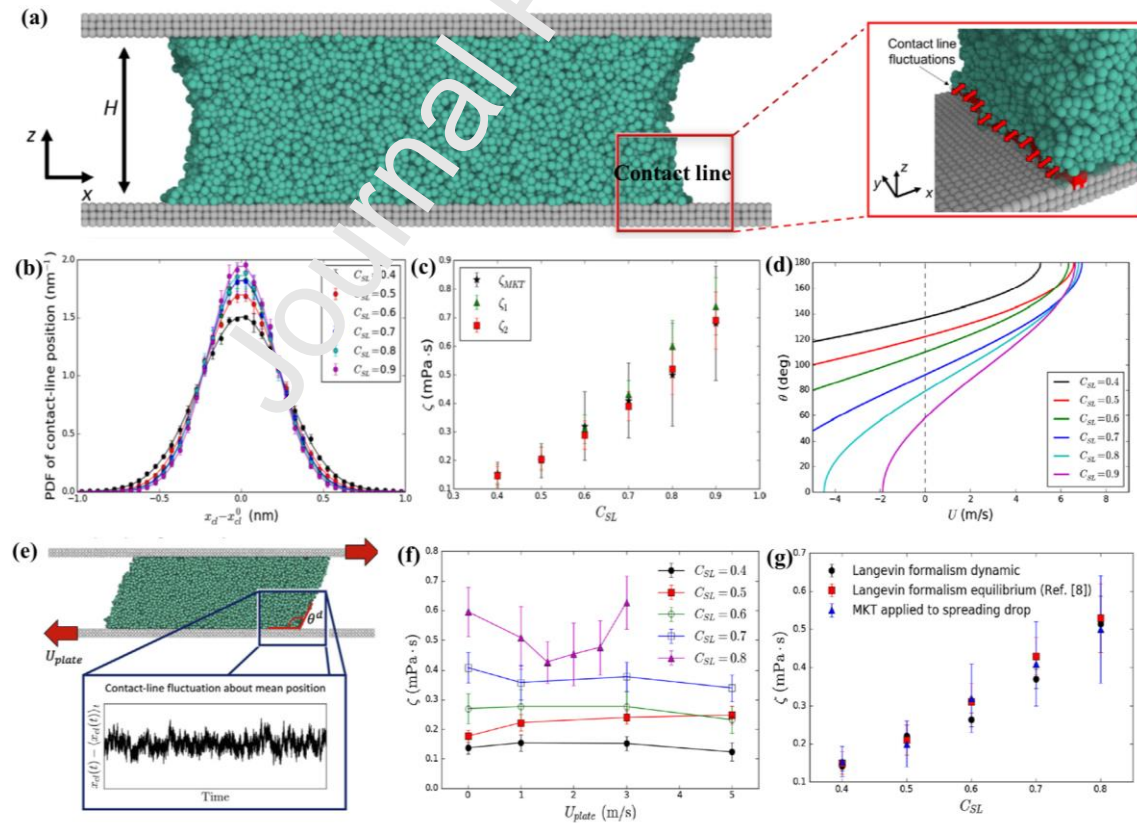 (a)
H
z
x
Contact line
Contact line
fluctuations
z
y
x
Journal P
(b)
PDF of contact-line position (nm⁻¹)
2.0
1.5
1.0
0.5
0.0
-1.0 -0.5 0.0 0.5 1.0
x_cl−x_cl^0 (nm)
C_SL=0.4
C_SL=0.5
C_SL=0.6
C_SL=0.7
C_SL=0.8
C_SL=0.9
(c)
ζ (mPa·s)
0.9
0.8
0.7
0.6
0.5
0.4
0.3
0.2
0.1
0.3 0.4 0.5 0.6 0.7 0.8 0.9 1.0
C_SL
ζ_MKT
ζ_1
ζ_2
(d)
θ (deg)
180
160
140
120
100
80
60
40
20
0
-4 -2 0 2 4 6 8
U (m/s)
C_SL=0.4
C_SL=0.5
C_SL=0.6
C_SL=0.7
C_SL=0.8
C_SL=0.9
(e)
θ^d
U_plate
Contact-line fluctuation about mean position
x_cl(t) − ⟨x_cl(t)⟩_t
Time
(f)
ζ (mPa·s)
0.8
0.7
0.6
0.5
0.4
0.3
0.2
0.1
0.0
0 1 2 3 4 5
U_plate (m/s)
C_SL=0.4
C_SL=0.5
C_SL=0.6
C_SL=0.7
C_SL=0.8
(g)
ζ (mPa·s)
0.7
0.6
0.5
0.4
0.3
0.2
0.1
0.4 0.5 0.6 0.7 0.8
C_SL
Langevin formalism dynamic
Langevin formalism equilibrium (Ref. [8])
MKT applied to spreading drop